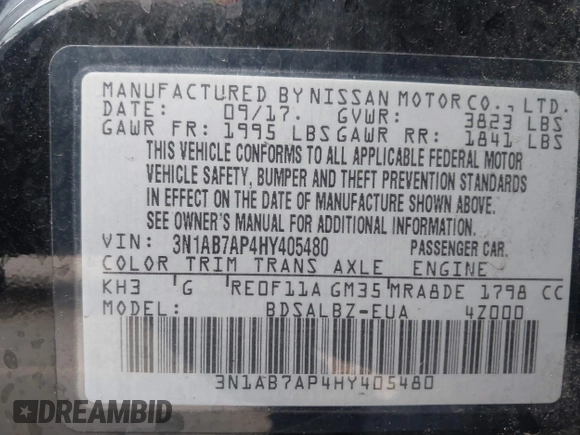 MANUFACTURED BY NISSAN MOTOR CO., LTD.
DATE: 09/17. GVWR: 3823 LBS
GAWR FR: 1995 LBS GAWR RR: 1841 LBS
THIS VEHICLE CONFORMS TO ALL APPLICABLE FEDERAL MOTOR
VEHICLE SAFETY, BUMPER AND THEFT PREVENTION STANDARDS
IN EFFECT ON THE DATE OF MANUFACTURE SHOWN ABOVE.
SEE OWNER'S MANUAL FOR ADDITIONAL INFORMATION.
VIN: 3N1AB7AP4HY405480 PASSENGER CAR.
COLOR TRIM TRANS AXLE ENGINE
KH3 G RE0F11A GM35 MRA8DE 1798 CC
MODEL: BDSALBZ-EUA 4Z000
3N1AB7AP4HY405480
DREAMBID